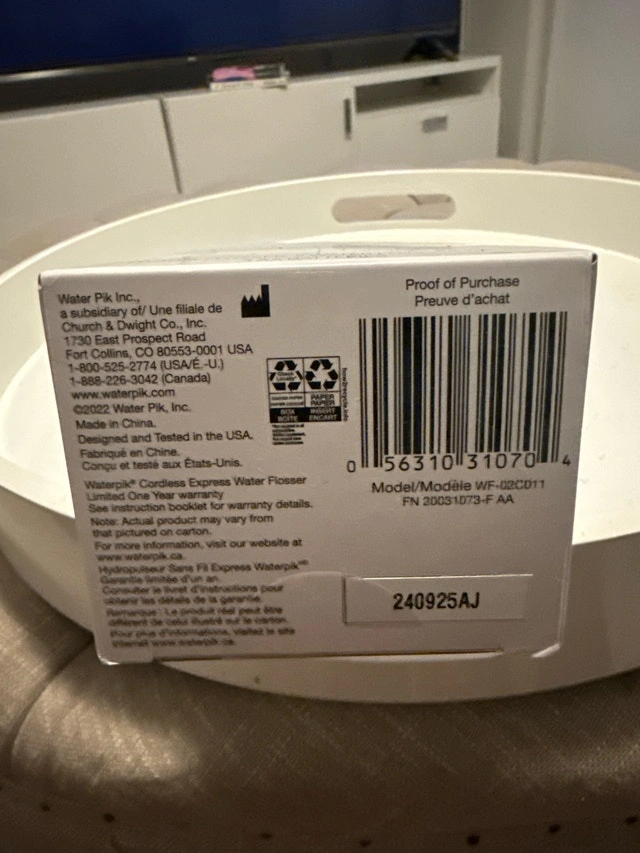 Water Pik Inc.,
a subsidiary of/ Une filiale de
Church & Dwight Co., Inc.
1730 East Prospect Road
Fort Collins, CO 80553-0001 USA
1-800-525-2774 (USA/É.-U.)
1-888-226-3042 (Canada)
www.waterpik.com
©2022 Water Pik, Inc.
Made in China.
Designed and Tested in the USA.
Fabriqué en Chine.
Conçu et testé aux États-Unis.
Waterpik® Cordless Express Water Flosser
Limited One Year warranty
See instruction booklet for warranty details.
Note: Actual product may vary from
that pictured on carton.
For more information, visit our website at
www.waterpik.ca.
Hydropulseur Sans Fil Express Waterpik
Garantie limitée d'un an.
Consulter le livret d'instructions pour
obtenir les détails de la garantie.
Remarque : Le produit réel peut être
différent de celui illustré sur le carton.
Pour plus d'informations, visitez le site
Internet www.waterpik.ca.
PAPER
PAPIER
BOX
BOÎTE
INSERT
ENCART
how2recycle.info
Proof of Purchase
Preuve d'achat
0 56310 31070 4
Model/Modèle WF-02CD11
FN 20031073-F AA
240925AJ